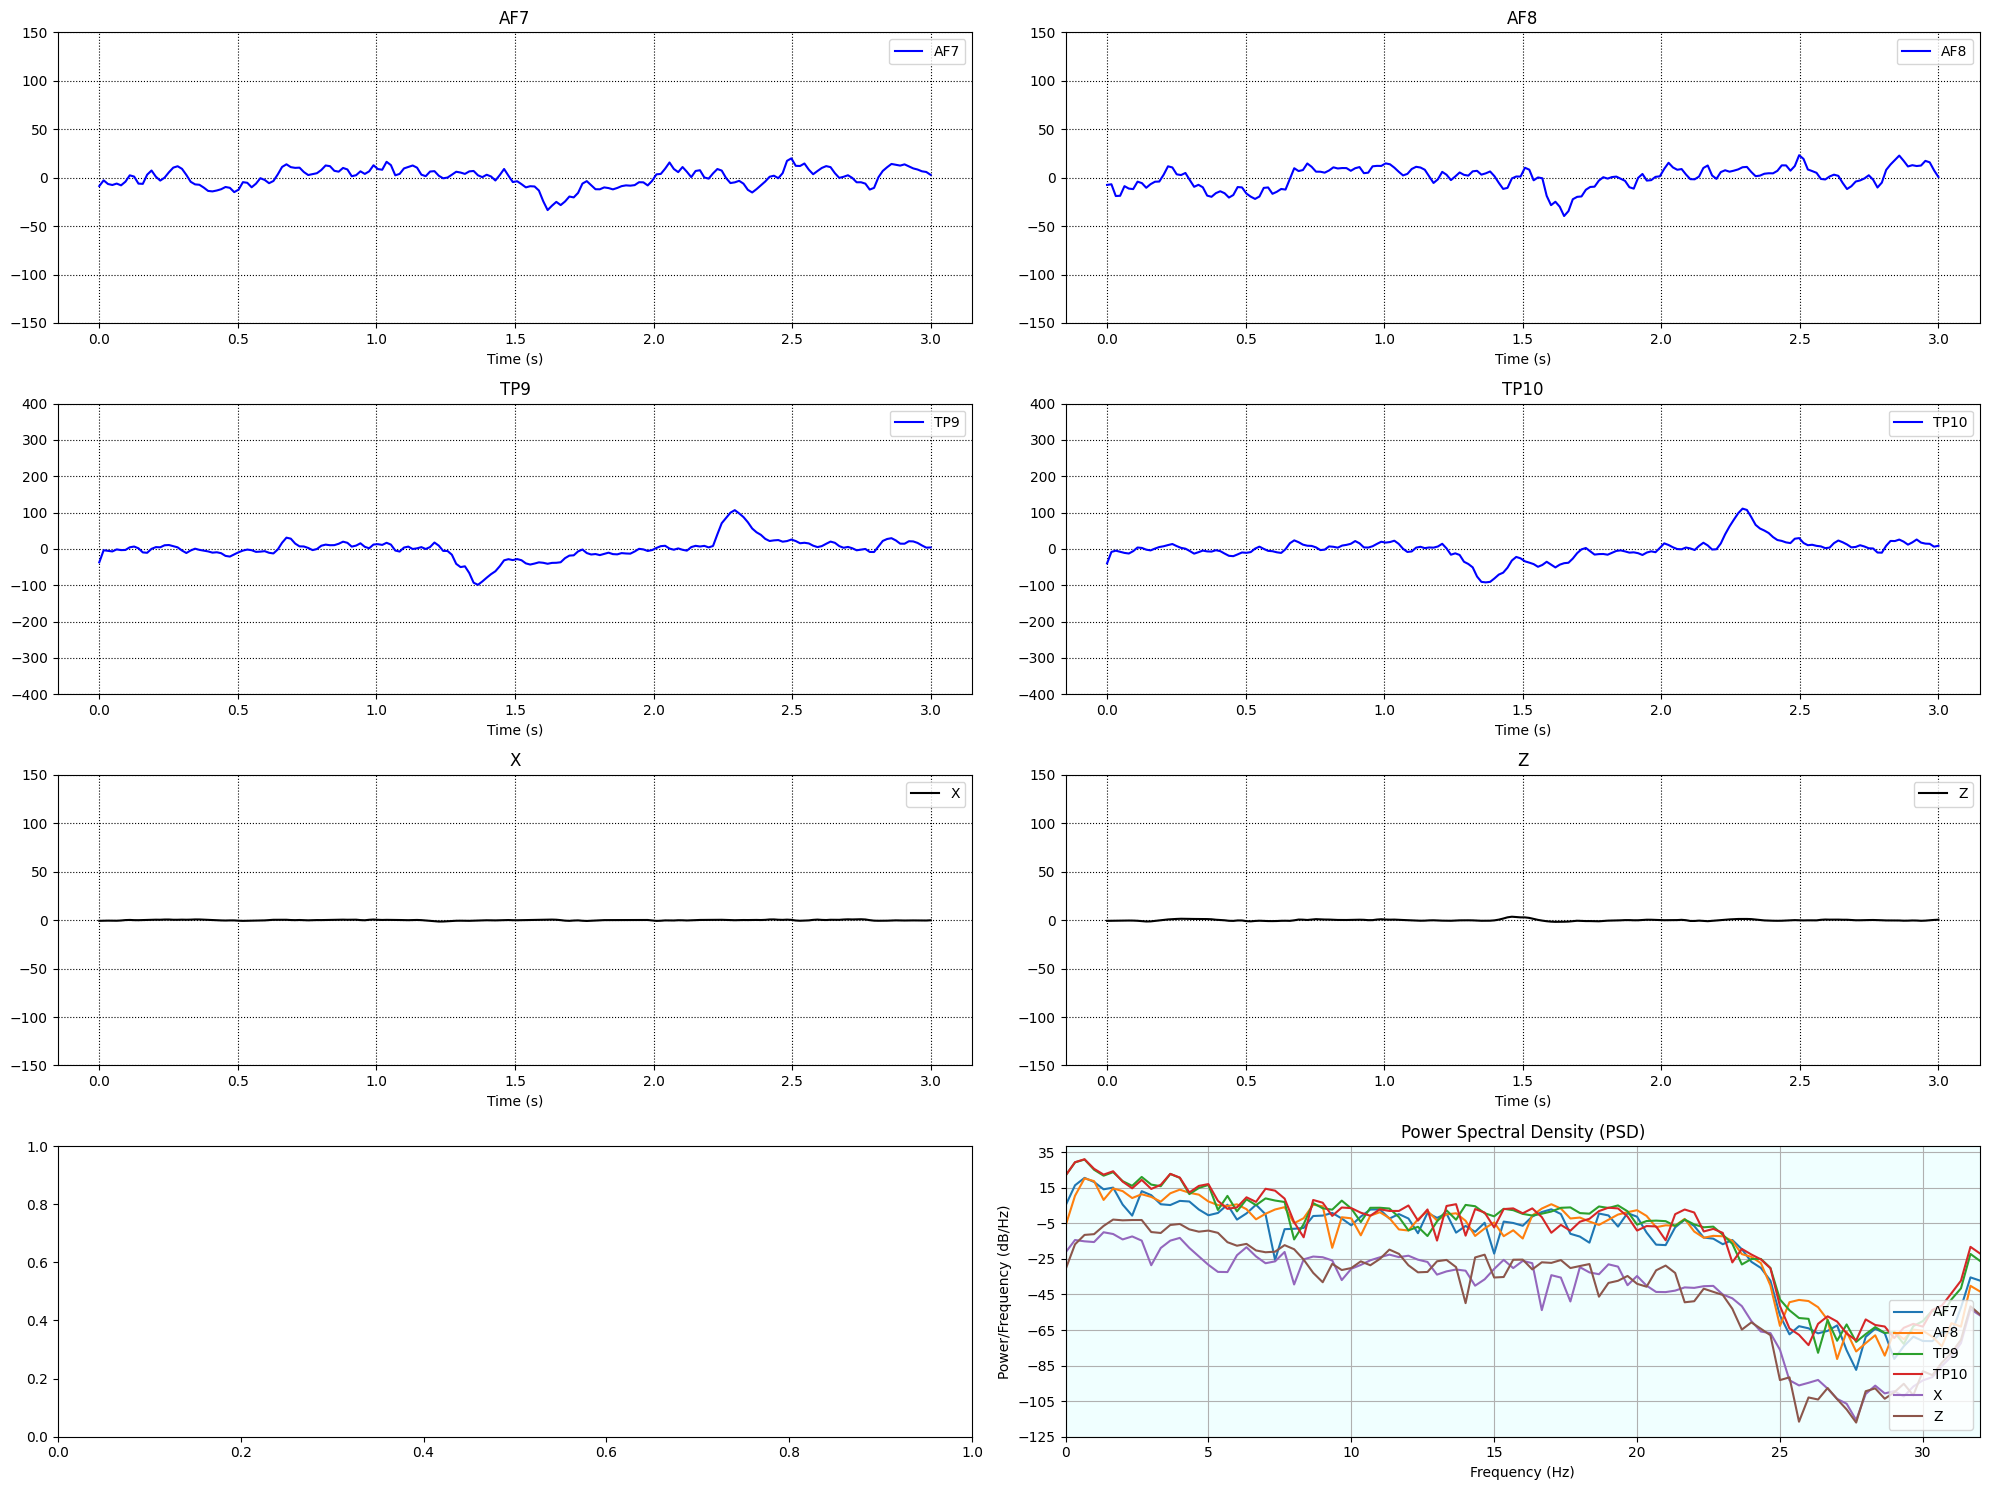 AF7
150
100
50
0
−50
−100
−150
AF7
0.0 0.5 1.0 1.5 2.0 2.5 3.0
Time (s)
AF8
150
100
50
0
−50
−100
−150
AF8
0.0 0.5 1.0 1.5 2.0 2.5 3.0
Time (s)
TP9
400
300
200
100
0
−100
−200
−300
−400
TP9
0.0 0.5 1.0 1.5 2.0 2.5 3.0
Time (s)
TP10
400
300
200
100
0
−100
−200
−300
−400
TP10
0.0 0.5 1.0 1.5 2.0 2.5 3.0
Time (s)
X
150
100
50
0
−50
−100
−150
X
0.0 0.5 1.0 1.5 2.0 2.5 3.0
Time (s)
Z
150
100
50
0
−50
−100
−150
Z
0.0 0.5 1.0 1.5 2.0 2.5 3.0
Time (s)
1.0
0.8
0.6
0.4
0.2
0.0
0.0 0.2 0.4 0.6 0.8 1.0
Power Spectral Density (PSD)
Power/Frequency (dB/Hz)
35
15
−5
−25
−45
−65
−85
−105
−125
AF7
AF8
TP9
TP10
X
Z
0 5 10 15 20 25 30
Frequency (Hz)